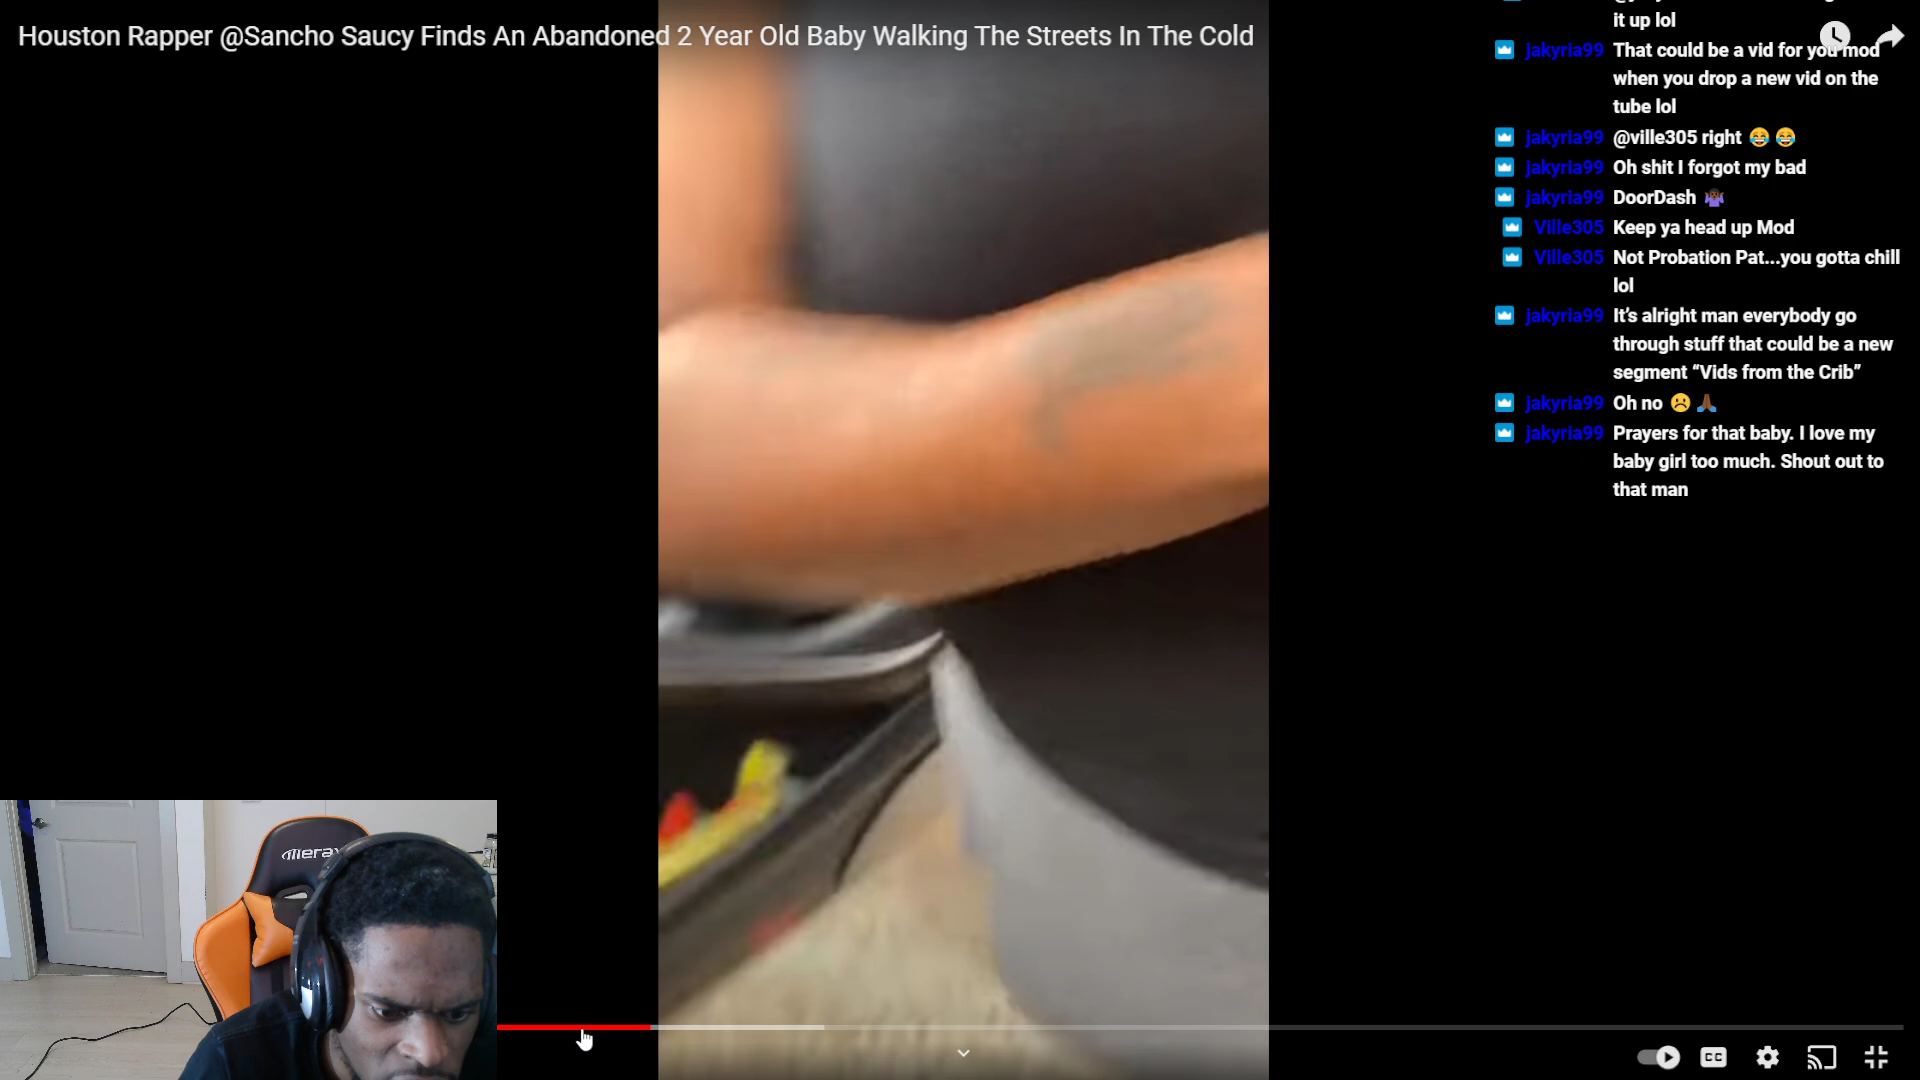 Houston Rapper @Sancho Saucy Finds An Abandoned 2 Year Old Baby Walking The Streets In The Cold
it up lol
jakyria99 That could be a vid for you mod
when you drop a new vid on the
tube lol
jakyria99 @ville305 right 😂 😂
jakyria99 Oh shit I forgot my bad
jakyria99 DoorDash 🤷🏾‍♀️
Ville305 Keep ya head up Mod
Ville305 Not Probation Pat...you gotta chill
lol
jakyria99 It's alright man everybody go
through stuff that could be a new
segment “Vids from the Crib”
jakyria99 Oh no ☹️ 🙏🏾
jakyria99 Prayers for that baby. I love my
baby girl too much. Shout out to
that man
CC